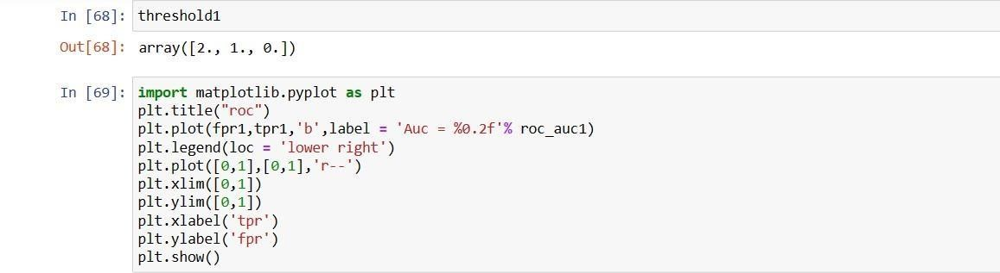 In [68]: threshold1
Out[68]: array([2., 1., 0.])
In [69]: import matplotlib.pyplot as plt
plt.title("roc")
plt.plot(fpr1,tpr1,'b',label = 'Auc = %0.2f'% roc_auc1)
plt.legend(loc = 'lower right')
plt.plot([0,1],[0,1],'r--')
plt.xlim([0,1])
plt.ylim([0,1])
plt.xlabel('tpr')
plt.ylabel('fpr')
plt.show()